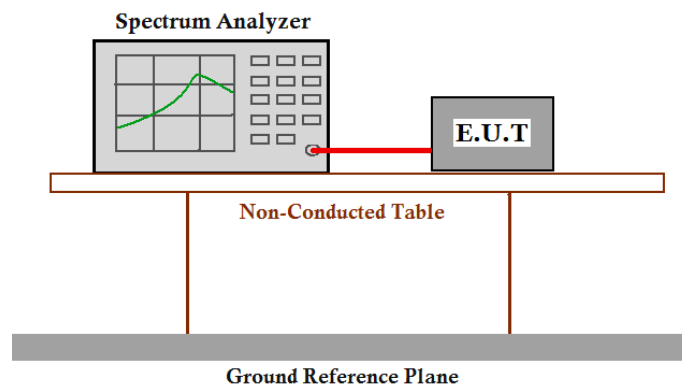 Spectrum Analyzer
E.U.T
Non-Conducted Table
Ground Reference Plane